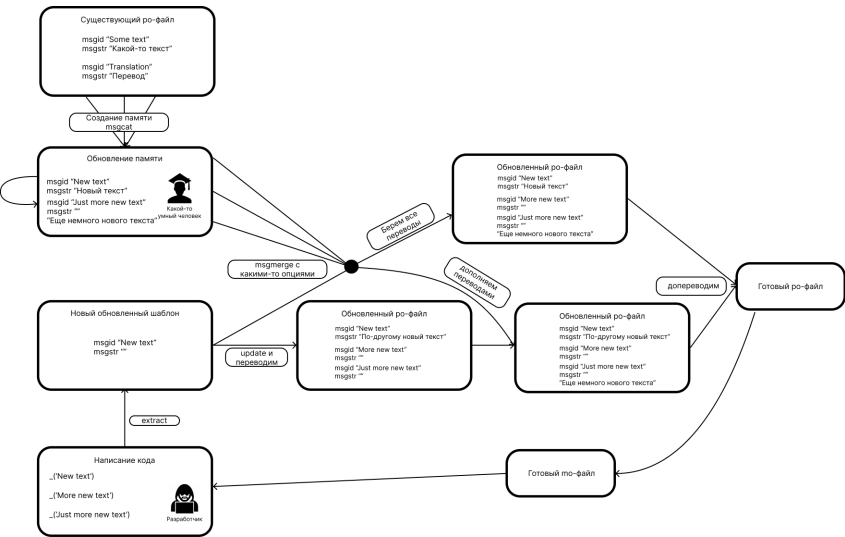 Существующий po-файл
msgid “Some text”
msgstr “Какой-то текст”
msgid “Translation”
msgstr “Перевод”
Создание памяти
msgcat
Обновление памяти
msgid “New text”
msgstr “Новый текст”
msgid “Just more new text”
msgstr “”
“Еще немного нового текста”
Какой-то
умный человек
Берем все
переводы
Обновленный po-файл
msgid “New text”
msgstr “Новый текст”
msgid “More new text”
msgstr “”
msgid “Just more new text”
msgstr “”
“Еще немного нового текста”
msgmerge с
какими-то опциями
дополняем
переводами
допереводим
Готовый po-файл
Новый обновленный шаблон
msgid “New text”
msgstr “”
update и
переводим
Обновленный po-файл
msgid “New text”
msgstr “По-другому новый текст”
msgid “More new text”
msgstr “”
msgid “Just more new text”
msgstr “”
Обновленный po-файл
msgid “New text”
msgstr “По-другому новый текст”
msgid “More new text”
msgstr “”
msgid “Just more new text”
msgstr “”
“Еще немного нового текста”
extract
Написание кода
_(‘New text’)
_(‘More new text’)
_(‘Just more new text’)
Разработчик
Готовый mo-файл